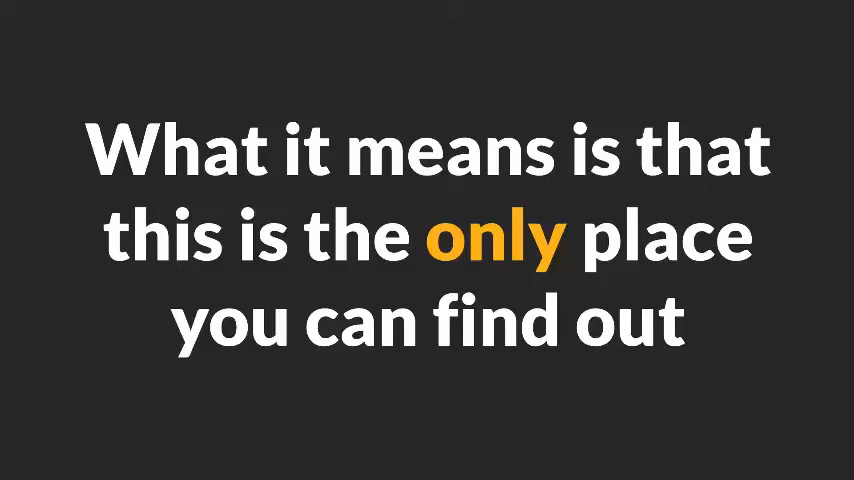 What it means is that
this is the only place
you can find out